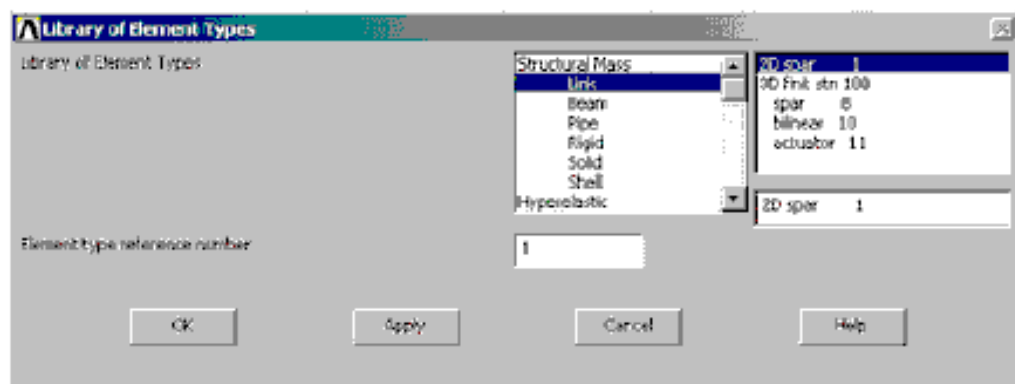 Library of Element Types
Library of Element Types
Structural Mass
Link
Beam
Pipe
Rigid
Solid
Shell
Hyperelastic
2D spar 1
3D finit stn 180
spar 8
bilinear 10
actuator 11
2D spar 1
Element type reference number
1
OK
Apply
Cancel
Help